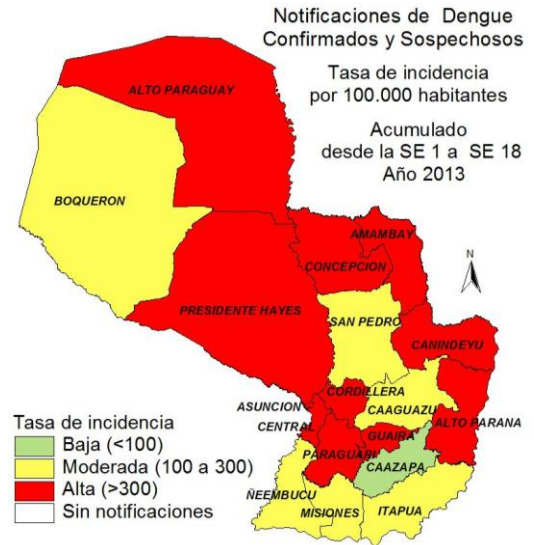 Notificaciones de Dengue
Confirmados y Sospechosos
Tasa de incidencia
por 100.000 habitantes
Acumulado
desde la SE 1 a SE 18
Año 2013
ALTO PARAGUAY
BOQUERON
AMAMBAY
CONCEPCION
N
PRESIDENTE HAYES
SAN PEDRO
CANINDEYU
CORDILLERA
ASUNCION
CAAGUAZU
CENTRAL
ALTO PARANA
GUAIRA
PARAGUARI
CAAZAPA
ÑEEMBUCU
MISIONES
ITAPUA
Tasa de incidencia
Baja (<100)
Moderada (100 a 300)
Alta (>300)
Sin notificaciones